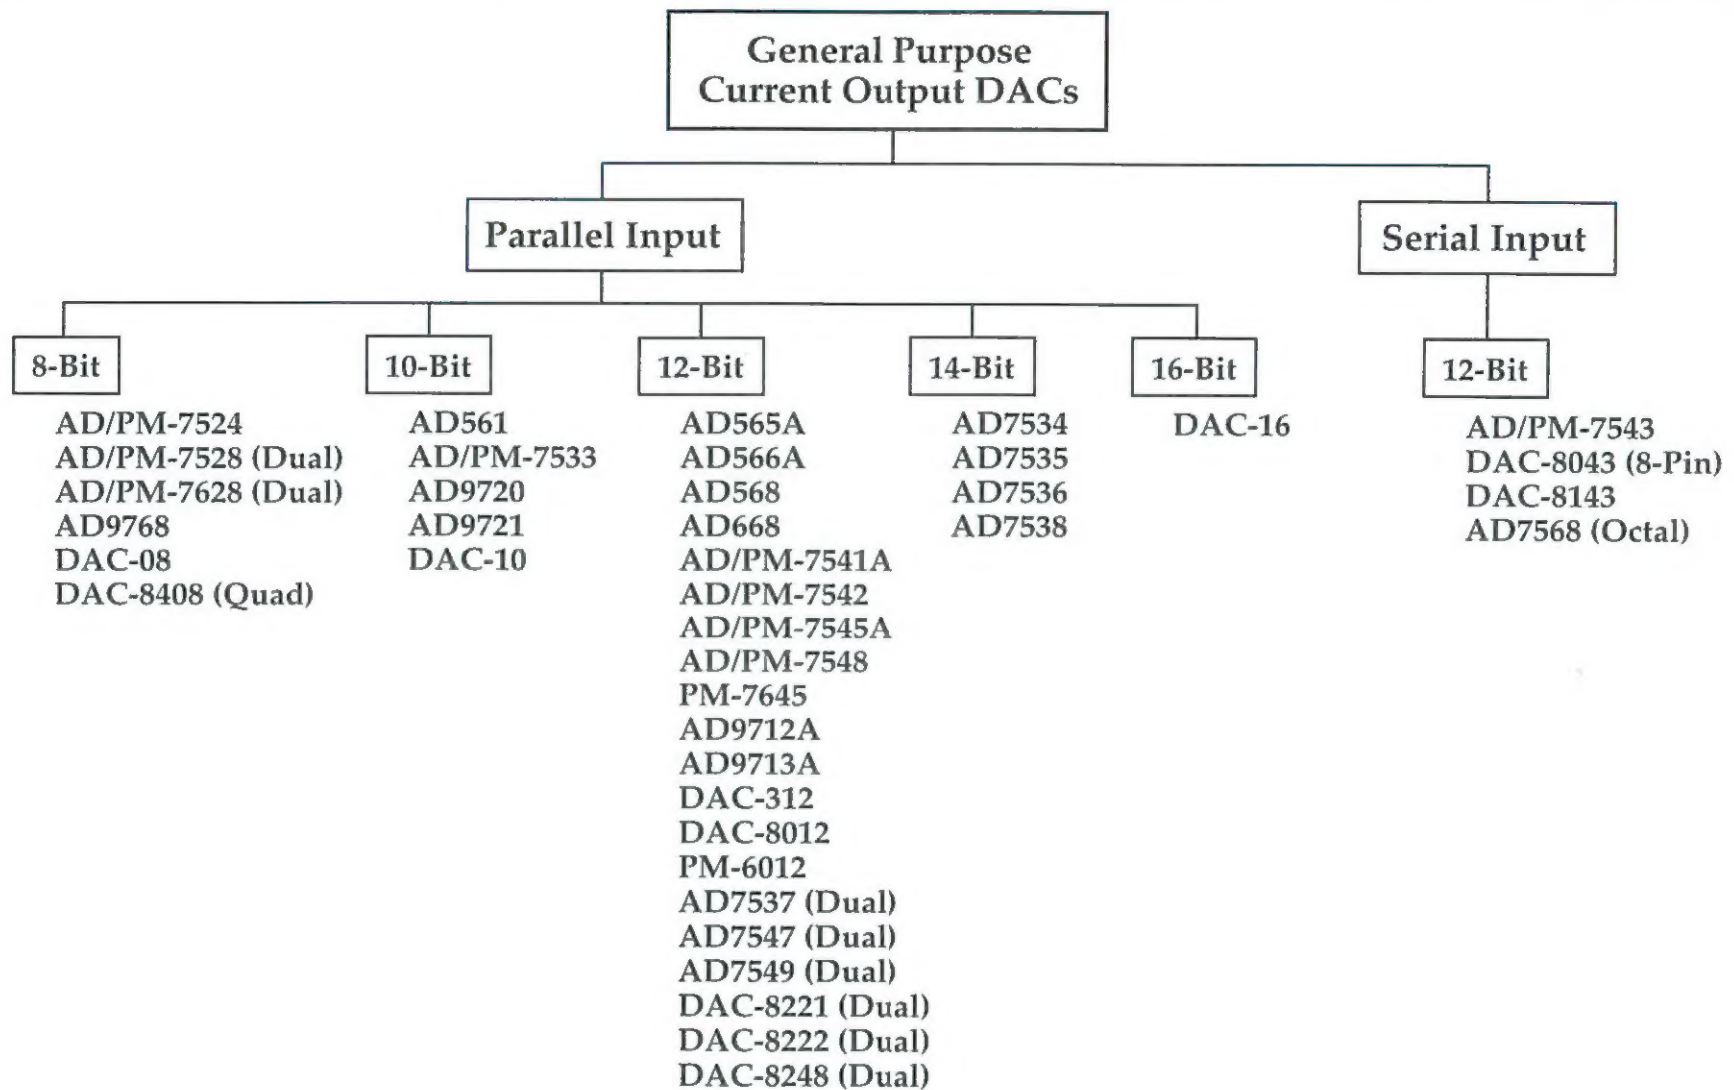 General Purpose
Current Output DACs
Parallel Input
Serial Input
8-Bit
10-Bit
12-Bit
14-Bit
16-Bit
12-Bit
AD/PM-7524
AD/PM-7528 (Dual)
AD/PM-7628 (Dual)
AD9768
DAC-08
DAC-8408 (Quad)
AD561
AD/PM-7533
AD9720
AD9721
DAC-10
AD565A
AD566A
AD568
AD668
AD/PM-7541A
AD/PM-7542
AD/PM-7545A
AD/PM-7548
PM-7645
AD9712A
AD9713A
DAC-312
DAC-8012
PM-6012
AD7537 (Dual)
AD7547 (Dual)
AD7549 (Dual)
DAC-8221 (Dual)
DAC-8222 (Dual)
DAC-8248 (Dual)
AD7534
AD7535
AD7536
AD7538
DAC-16
AD/PM-7543
DAC-8043 (8-Pin)
DAC-8143
AD7568 (Octal)